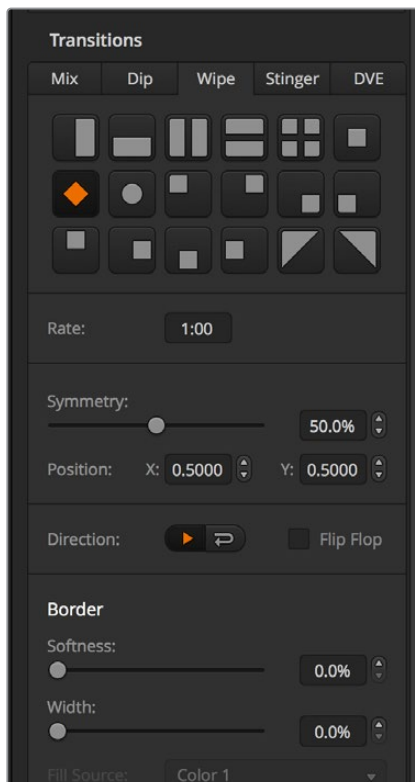 Transitions
Mix Dip Wipe Stinger DVE
Rate: 1:00
Symmetry:
50.0%
Position: X: 0.5000 Y: 0.5000
Direction: Flip Flop
Border
Softness:
0.0%
Width:
0.0%
Fill Source: Color 1